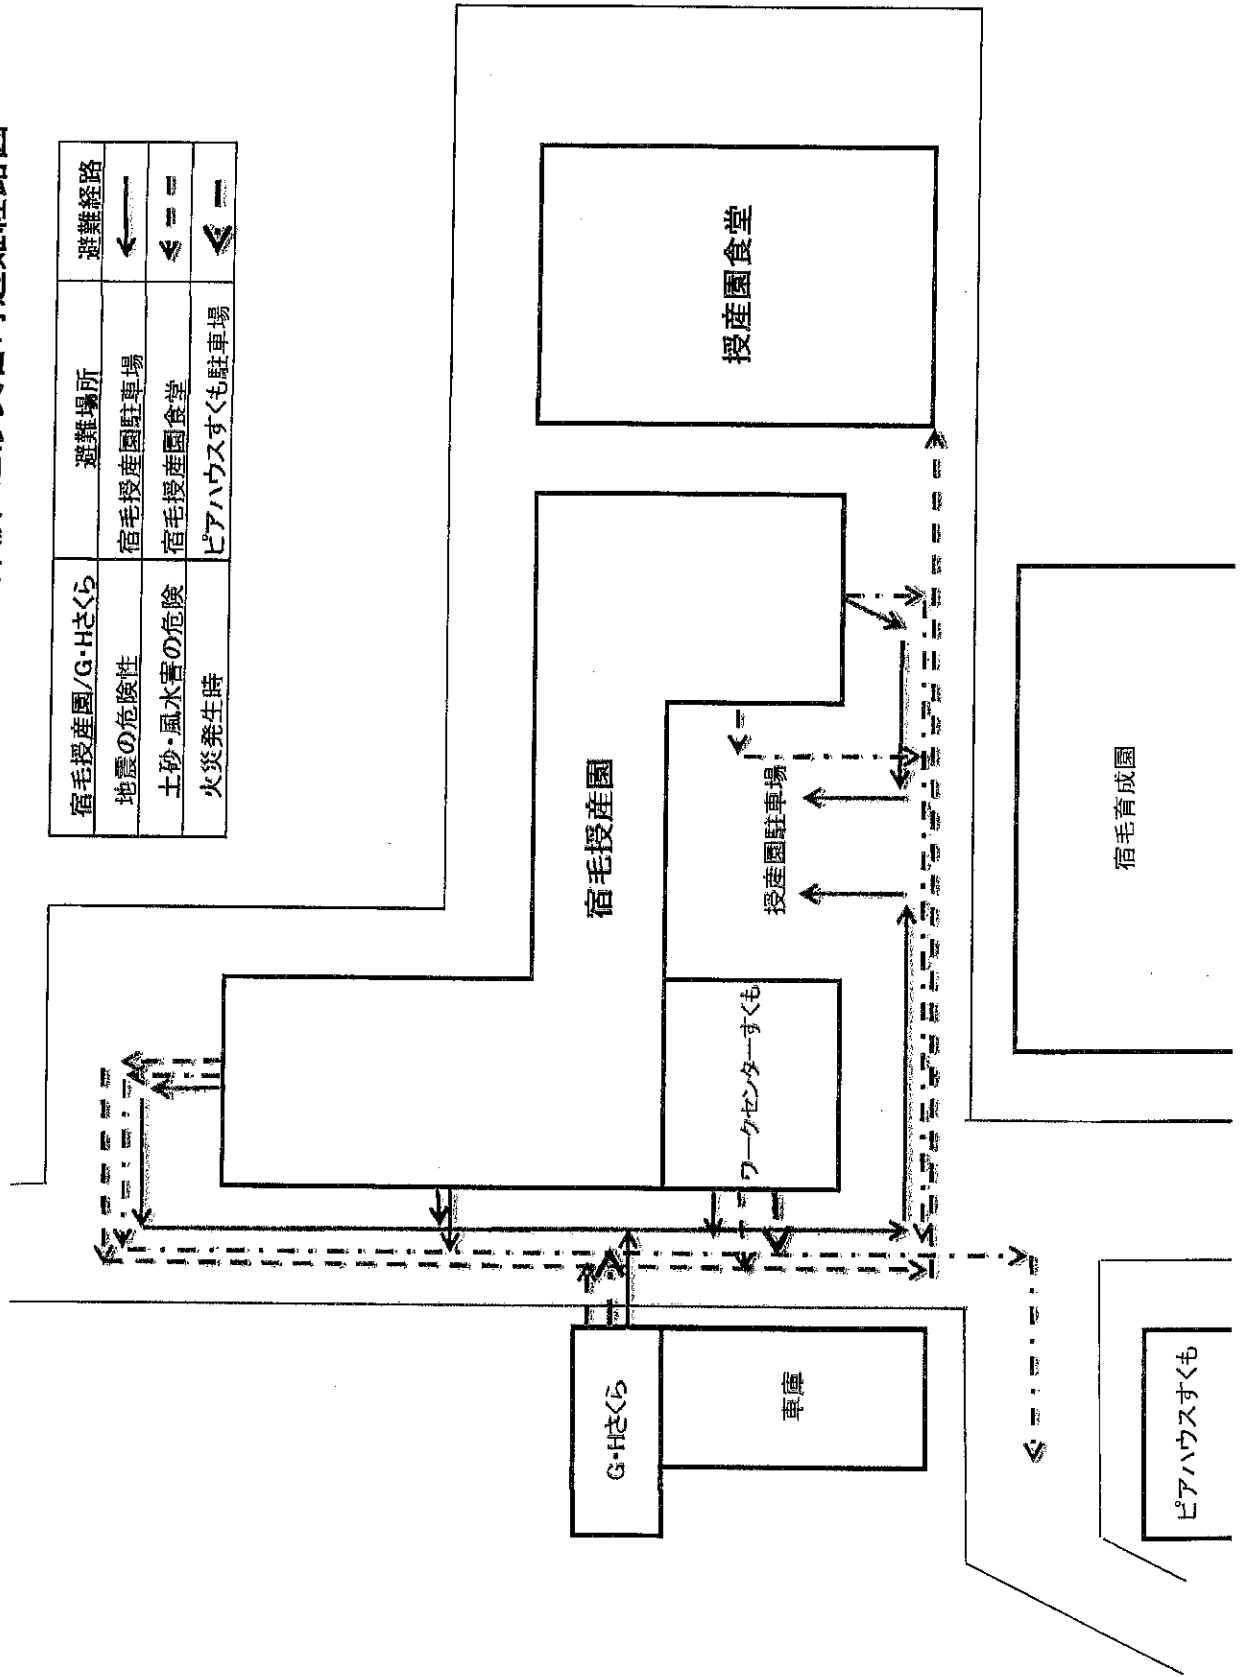 宿毛授産園/G・Hさくら 避難場所 避難経路
地震の危険性 宿毛授産園駐車場
土砂・風水害の危険 宿毛授産園食堂
火災発生時 ピアハウスすくも駐車場
授産園食堂
宿毛授産園
授産園駐車場
ワークセンターすくも
宿毛育成園
G・Hさくら
車庫
ピアハウスすくも